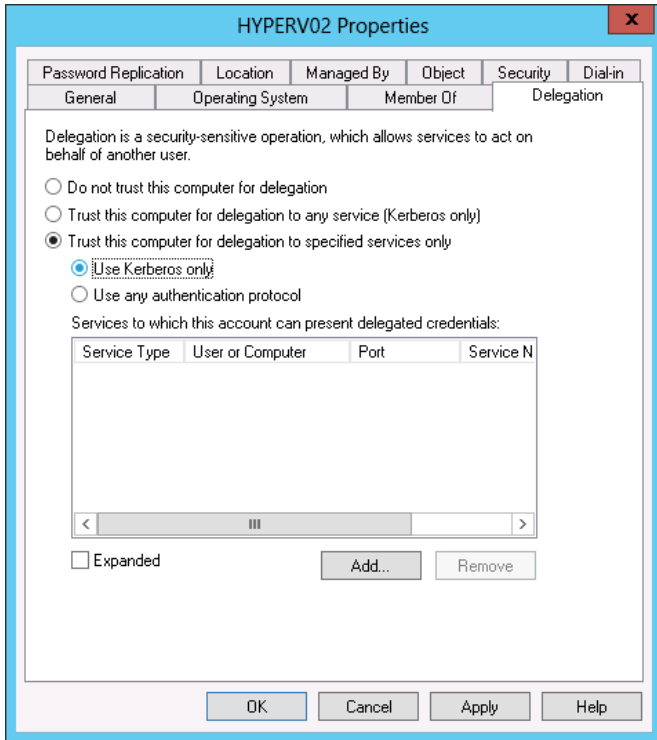 HYPERV02 Properties
x
Password Replication Location Managed By Object Security Dial-in
General Operating System Member Of Delegation
Delegation is a security-sensitive operation, which allows services to act on
behalf of another user.
Do not trust this computer for delegation
Trust this computer for delegation to any service (Kerberos only)
Trust this computer for delegation to specified services only
Use Kerberos only
Use any authentication protocol
Services to which this account can present delegated credentials:
Service Type User or Computer Port Service N
Expanded Add... Remove
OK Cancel Apply Help